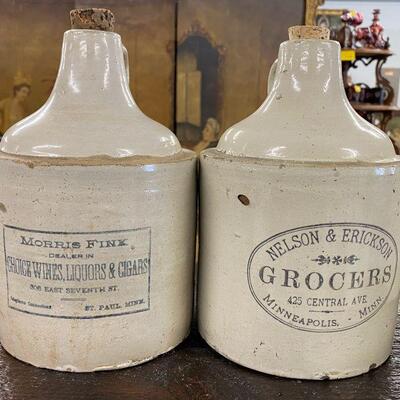 MORRIS FINK,
DEALER IN
CHOICE WINES, LIQUORS & CIGARS
306 EAST SEVENTH ST.
ST. PAUL, MINN.
NELSON & ERICKSON
GROCERS
425 CENTRAL AVE
MINNEAPOLIS, MINN.